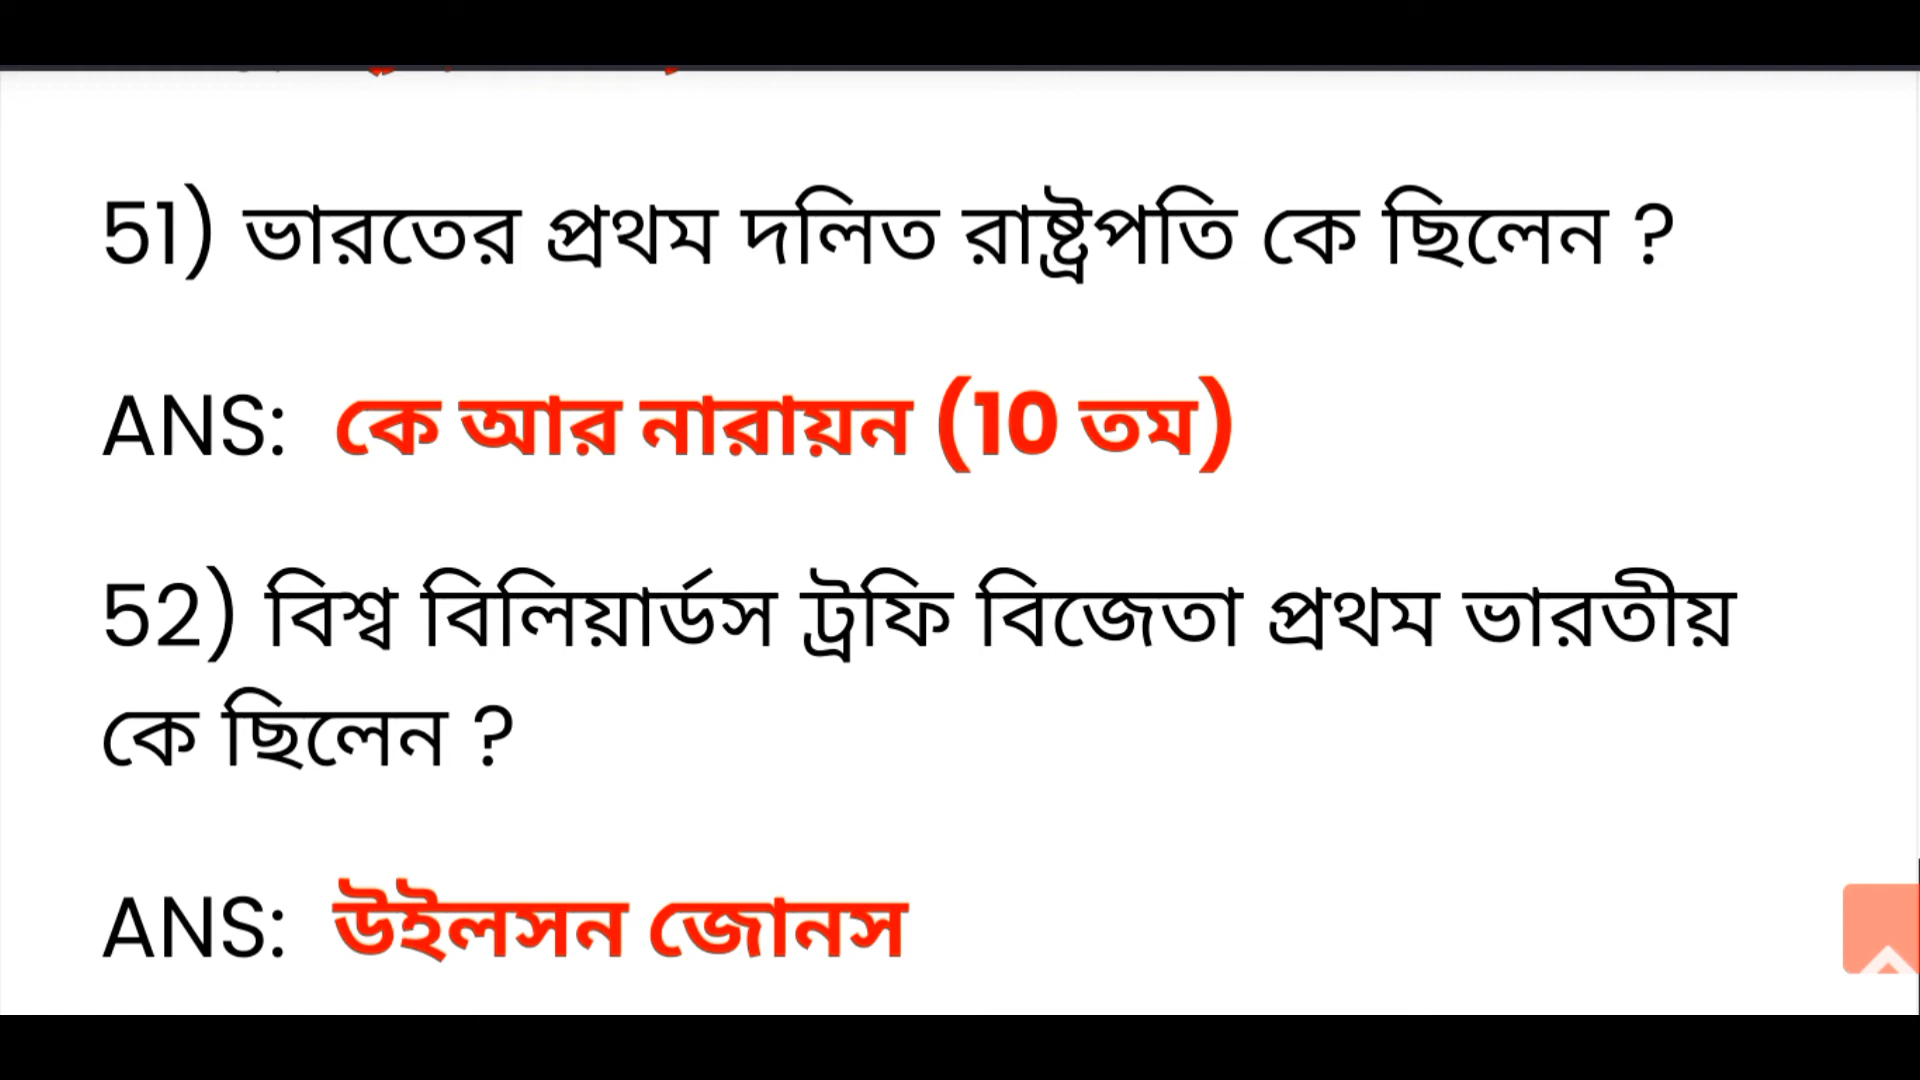 51) ভারতের প্রথম দলিত রাষ্ট্রপতি কে ছিলেন ?
ANS: কে আর নারায়ন (10 তম)
52) বিশ্ব বিলিয়ার্ডস ট্রফি বিজেতা প্রথম ভারতীয়
কে ছিলেন ?
ANS: উইলসন জোনস